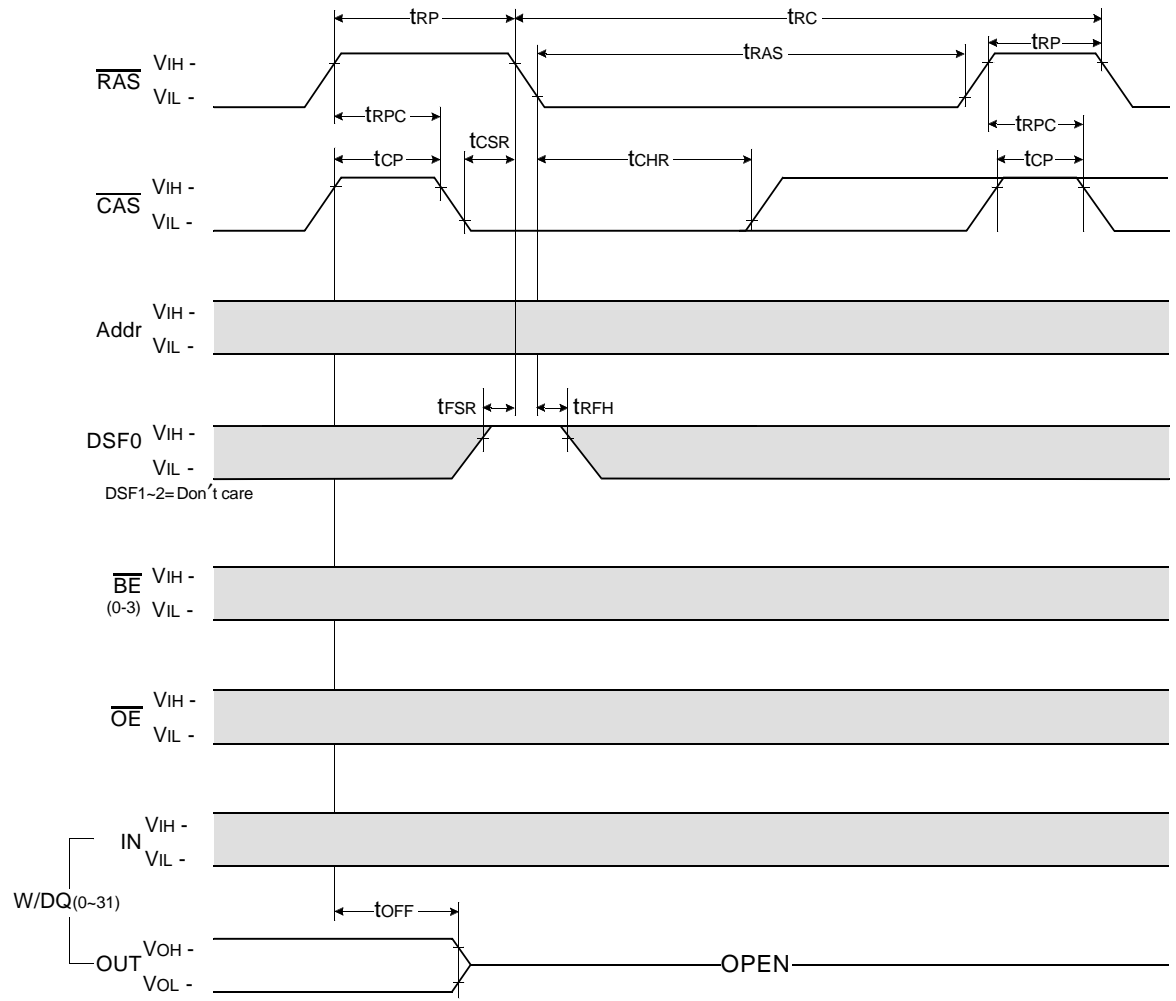 tRP
tRC
RAS
VIH -
VIL -
tRAS
tRP
tRPC
tCSR
tRPC
CAS
VIH -
VIL -
tCP
tCHR
tCP
Addr
VIH -
VIL -
tFSR
tRFH
DSF0
VIH -
VIL -
DSF1~2=Don′t care
BE
(0-3)
VIH -
VIL -
OE
VIH -
VIL -
IN
VIH -
VIL -
W/DQ(0~31)
tOFF
OUT
VOH -
VOL -
OPEN